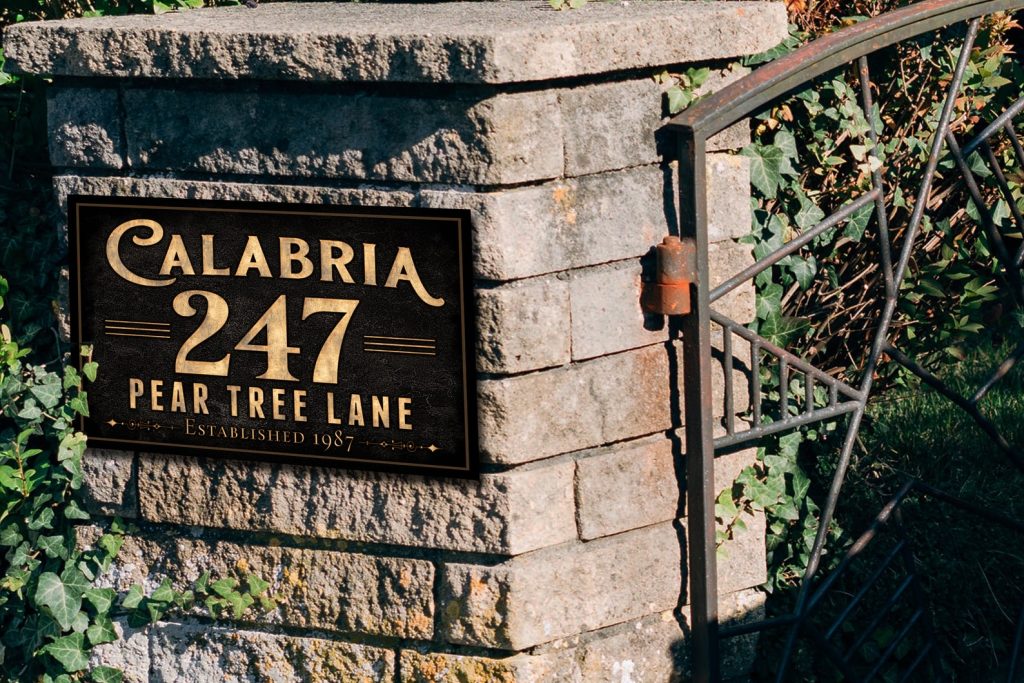 CALABRIA
247
PEAR TREE LANE
ESTABLISHED 1987